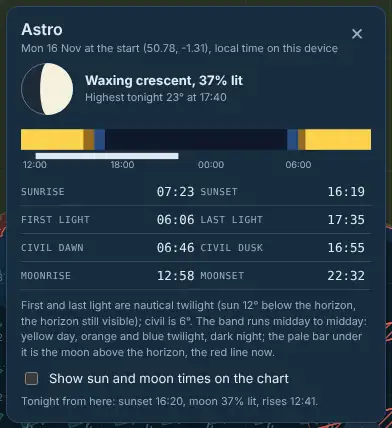 Astro
Mon 16 Nov at the start (50.78, -1.31), local time on this device
Waxing crescent, 37% lit
Highest tonight 23° at 17:40
12:00 18:00 00:00 06:00
SUNRISE 07:23 SUNSET 16:19
FIRST LIGHT 06:06 LAST LIGHT 17:35
CIVIL DAWN 06:46 CIVIL DUSK 16:55
MOONRISE 12:58 MOONSET 22:32
First and last light are nautical twilight (sun 12° below the horizon,
the horizon still visible); civil is 6°. The band runs midday to midday:
yellow day, orange and blue twilight, dark night; the pale bar under
it is the moon above the horizon, the red line now.
Show sun and moon times on the chart
Tonight from here: sunset 16:20, moon 37% lit, rises 12:41.